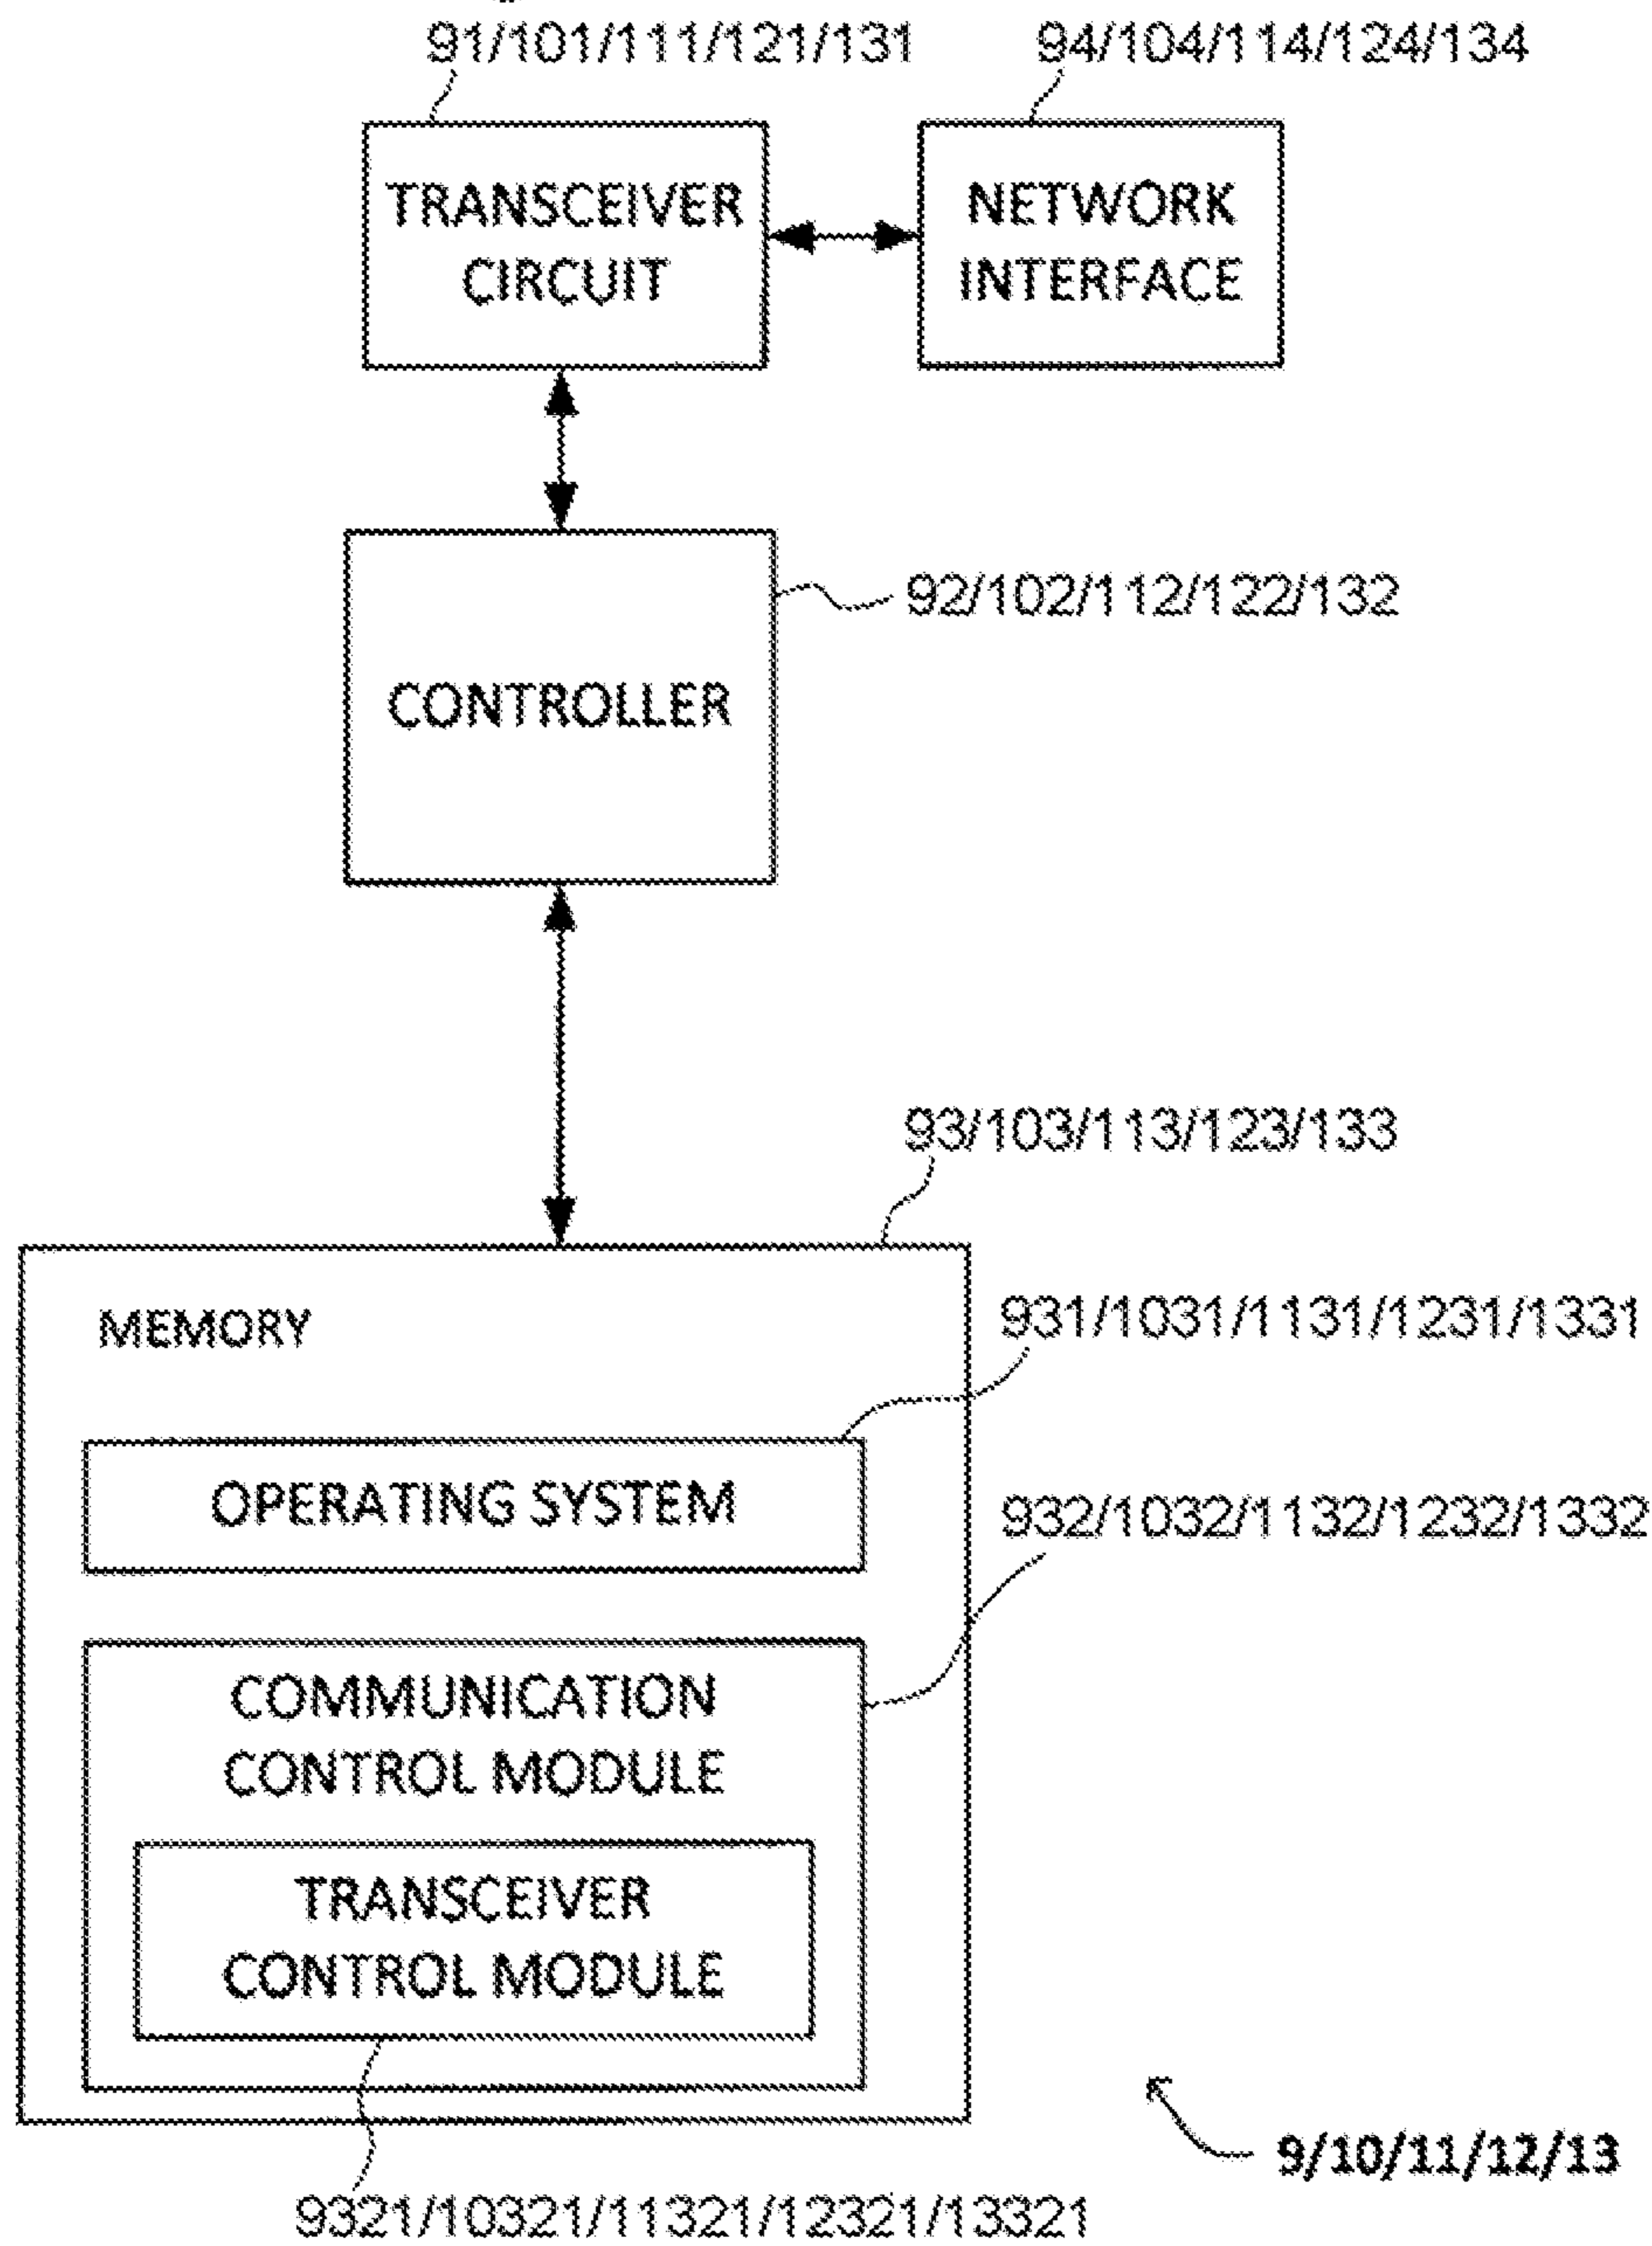 91/101/111/121/131
94/104/114/124/134
TRANSCEIVER
CIRCUIT
NETWORK
INTERFACE
92/102/112/122/132
CONTROLLER
93/103/113/123/133
MEMORY
931/1031/1131/1231/1331
OPERATING SYSTEM
932/1032/1132/1232/1332
COMMUNICATION
CONTROL MODULE
TRANSCEIVER
CONTROL MODULE
9/10/11/12/13
9321/10321/11321/12321/13321